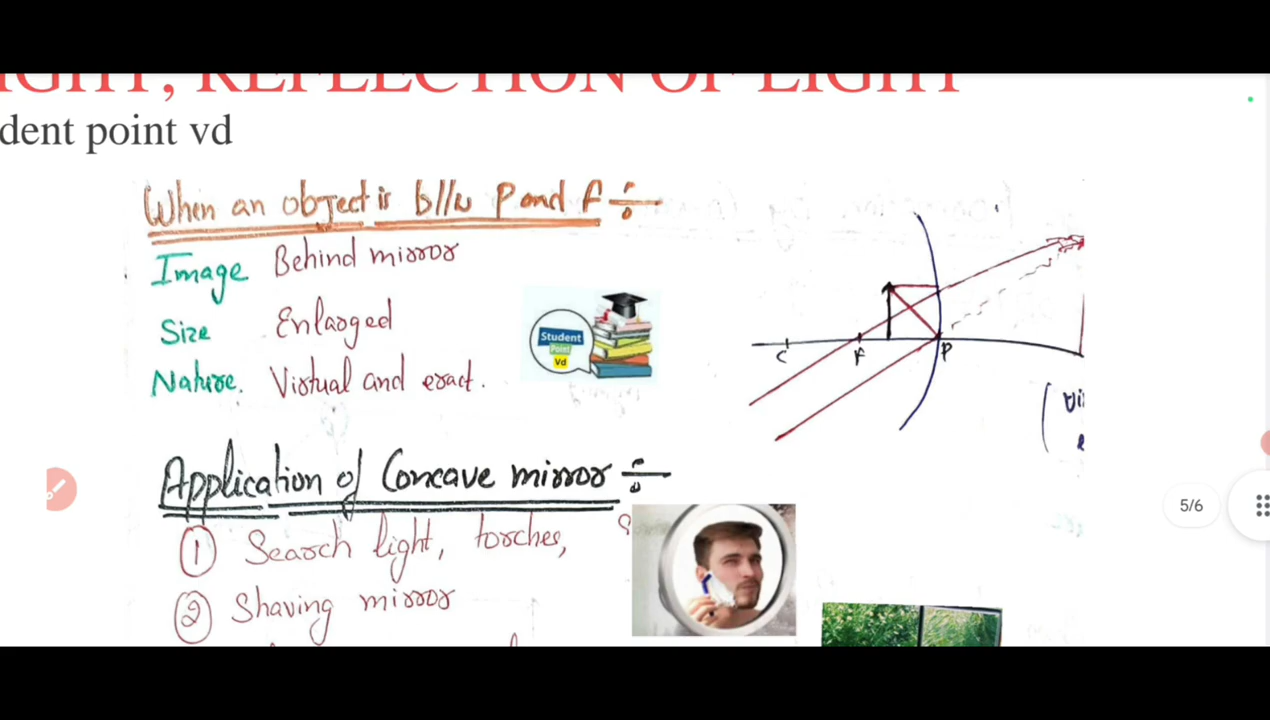 IGHT, REFLECTION OF LIGHT
dent point vd
When an object is b//w P and F ÷
Image Behind mirror
Size Enlarged
Nature. Virtual and erect.
Student
Point
Vd
C F P
Application of Concave mirror ÷
① Search light, torches, S
② Shaving mirror
5/6